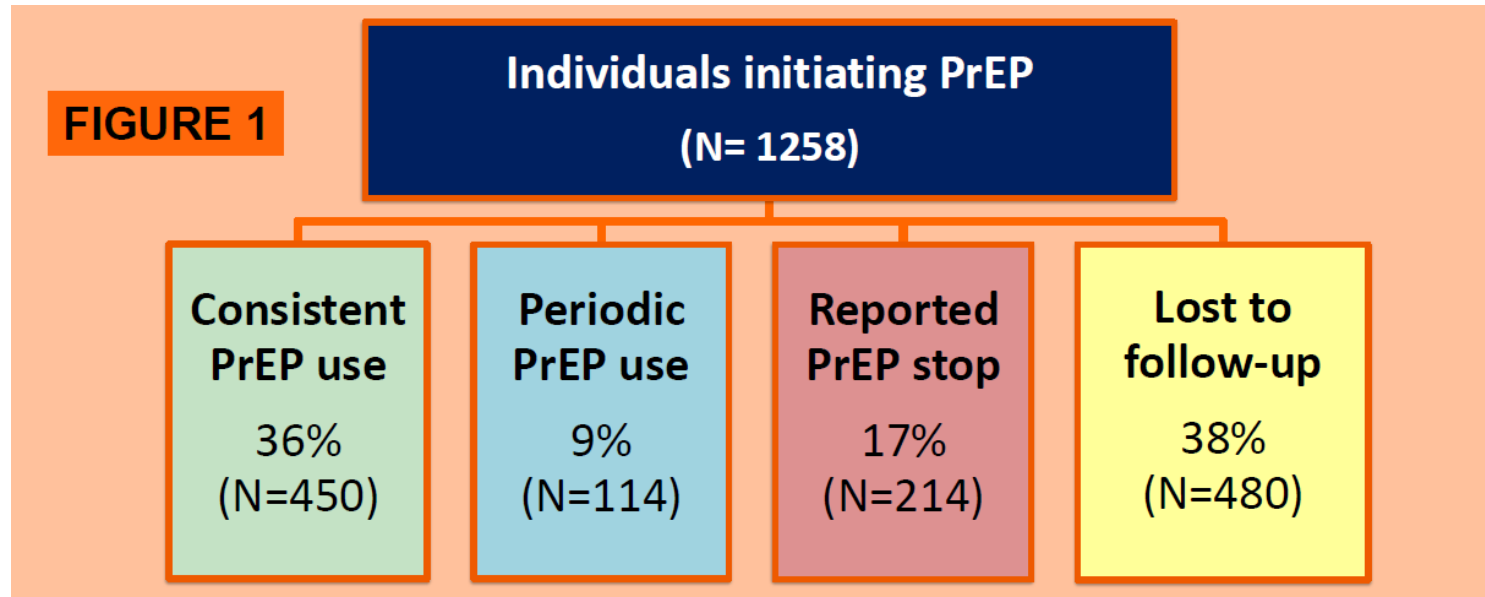 FIGURE 1
Individuals initiating PrEP
(N= 1258)
Consistent
PrEP use
36%
(N=450)
Periodic
PrEP use
9%
(N=114)
Reported
PrEP stop
17%
(N=214)
Lost to
follow-up
38%
(N=480)